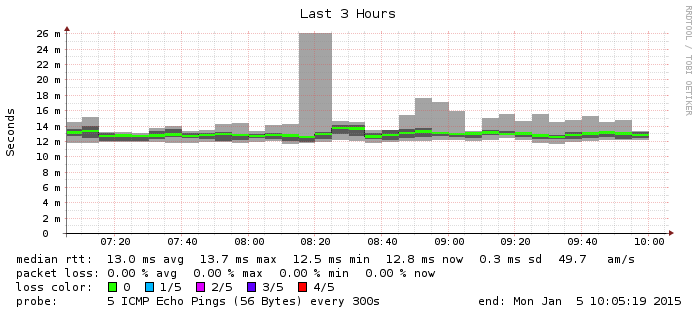 Last 3 Hours
RRDTOOL / TOBI OETIKER
Seconds
26 m
24 m
22 m
20 m
18 m
16 m
14 m
12 m
10 m
8 m
6 m
4 m
2 m
0
07:20 07:40 08:00 08:20 08:40 09:00 09:20 09:40 10:00
median rtt: 13.0 ms avg 13.7 ms max 12.5 ms min 12.8 ms now 0.3 ms sd 49.7 am/s
packet loss: 0.00 % avg 0.00 % max 0.00 % min 0.00 % now
loss color: 0 1/5 2/5 3/5 4/5
probe: 5 ICMP Echo Pings (56 Bytes) every 300s end: Mon Jan 5 10:05:19 2015